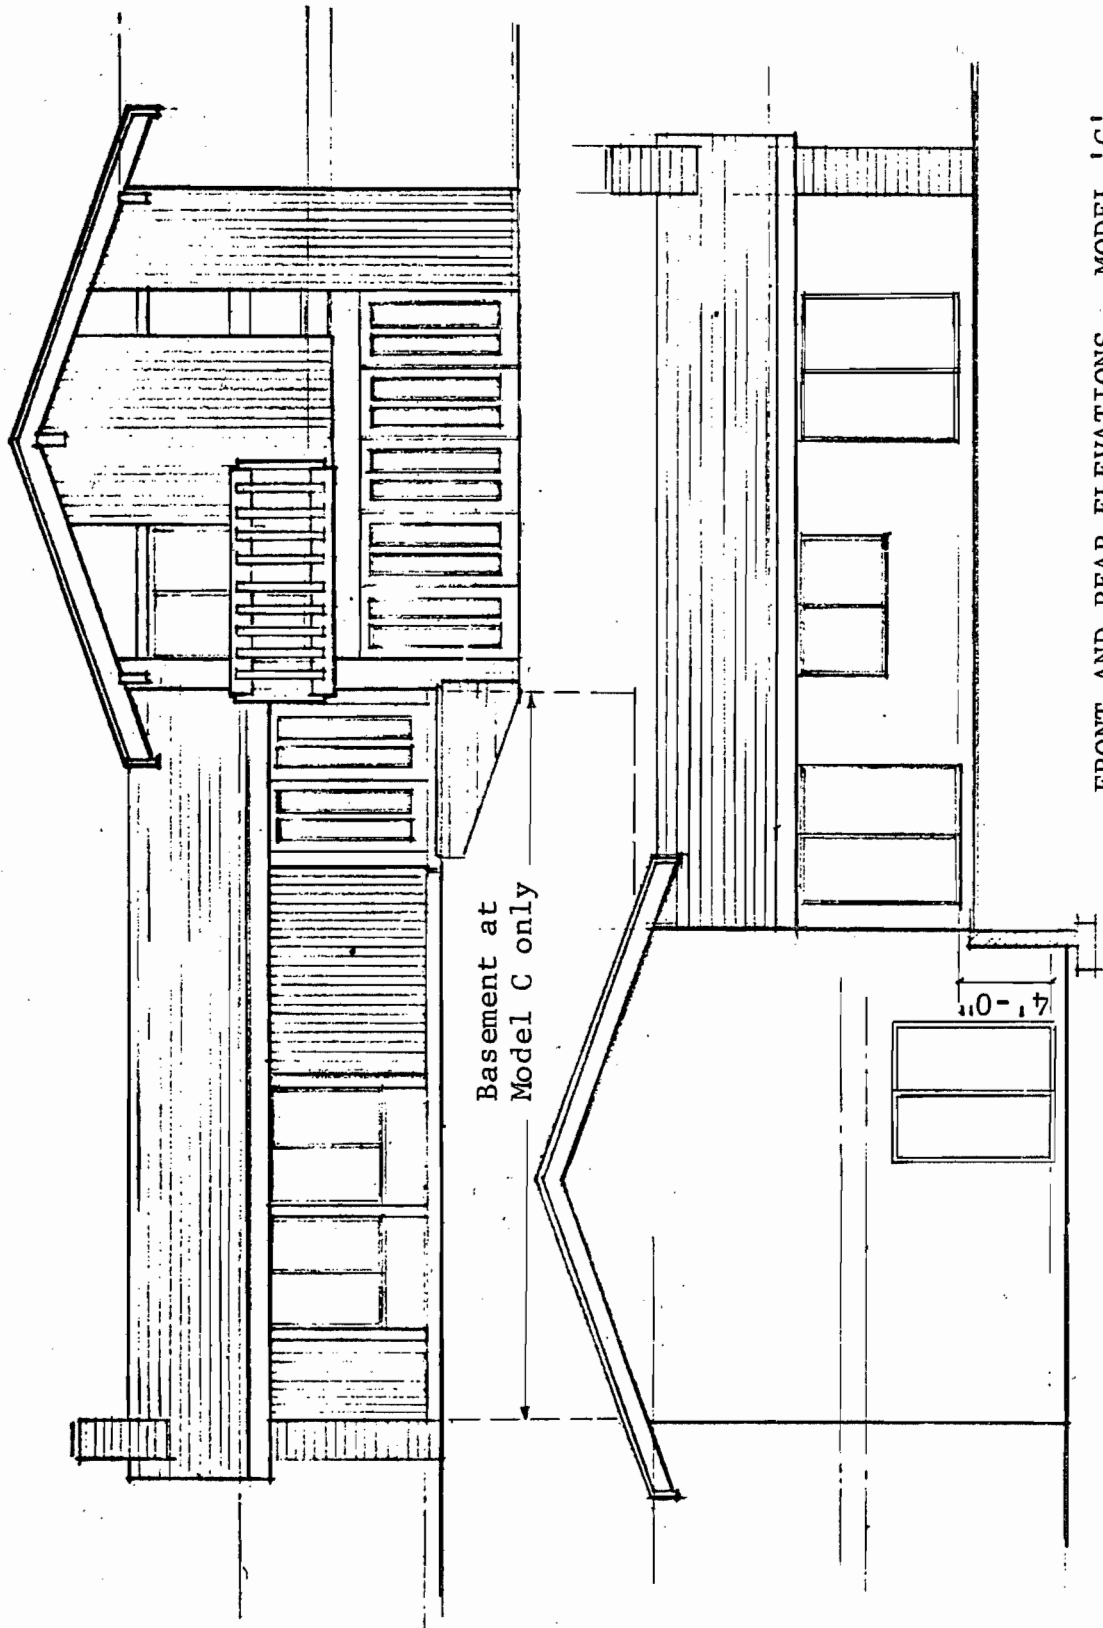 Basement at
Model C only
4'-0"
FRONT AND REAR ELEVATIONS - MODEL 'C'